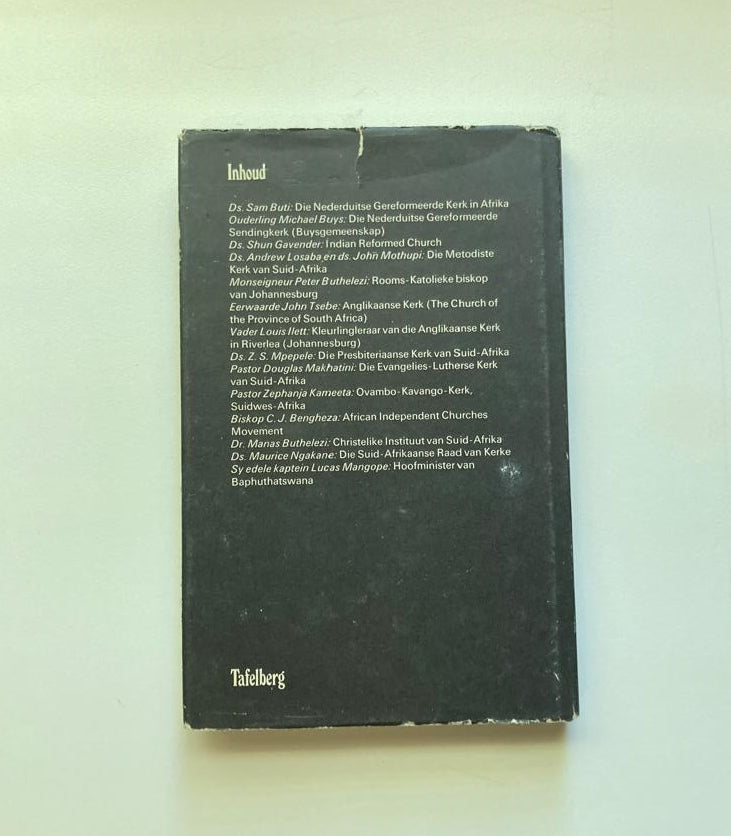 Inhoud
Ds. Sam Buti: Die Nederduitse Gereformeerde Kerk in Afrika
Ouderling Michael Buys: Die Nederduitse Gereformeerde
Sendingkerk (Buysgemeenskap)
Ds. Shun Gavender: Indian Reformed Church
Ds. Andrew Losaba en ds. John Mothupi: Die Metodiste
Kerk van Suid-Afrika
Monseigneur Peter Buthelezi: Rooms-Katolieke biskop
van Johannesburg
Eerwaarde John Tsebe: Anglikaanse Kerk (The Church of
the Province of South Africa)
Vader Louis Ilett: Kleurlingleraar van die Anglikaanse Kerk
in Riverlea (Johannesburg)
Ds. Z. S. Mpepele: Die Presbiteriaanse Kerk van Suid-Afrika
Pastor Douglas Makhatini: Die Evangelies-Lutherse Kerk
van Suid-Afrika
Pastor Zephanja Kameeta: Ovambo-Kavango-Kerk,
Suidwes-Afrika
Biskop C. J. Bengheza: African Independent Churches
Movement
Dr. Manas Buthelezi: Christelike Instituut van Suid-Afrika
Ds. Maurice Ngakane: Die Suid-Afrikaanse Raad van Kerke
Sy edele kaptein Lucas Mangope: Hoofminister van
Baphuthatswana
Tafelberg